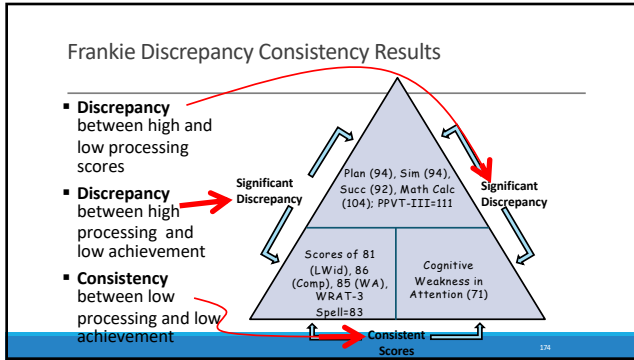 Frankie Discrepancy Consistency Results
▪ Discrepancy
between high and
low processing
scores
▪ Discrepancy
between high
processing and
low achievement
▪ Consistency
between low
processing and low
achievement
Significant
Discrepancy
Plan (94), Sim (94),
Succ (92), Math Calc
(104); PPVT-III=111
Significant
Discrepancy
Scores of 81
(LWid), 86
(Comp), 85 (WA),
WRAT-3
Spell=83
Cognitive
Weakness in
Attention (71)
Consistent
Scores
174